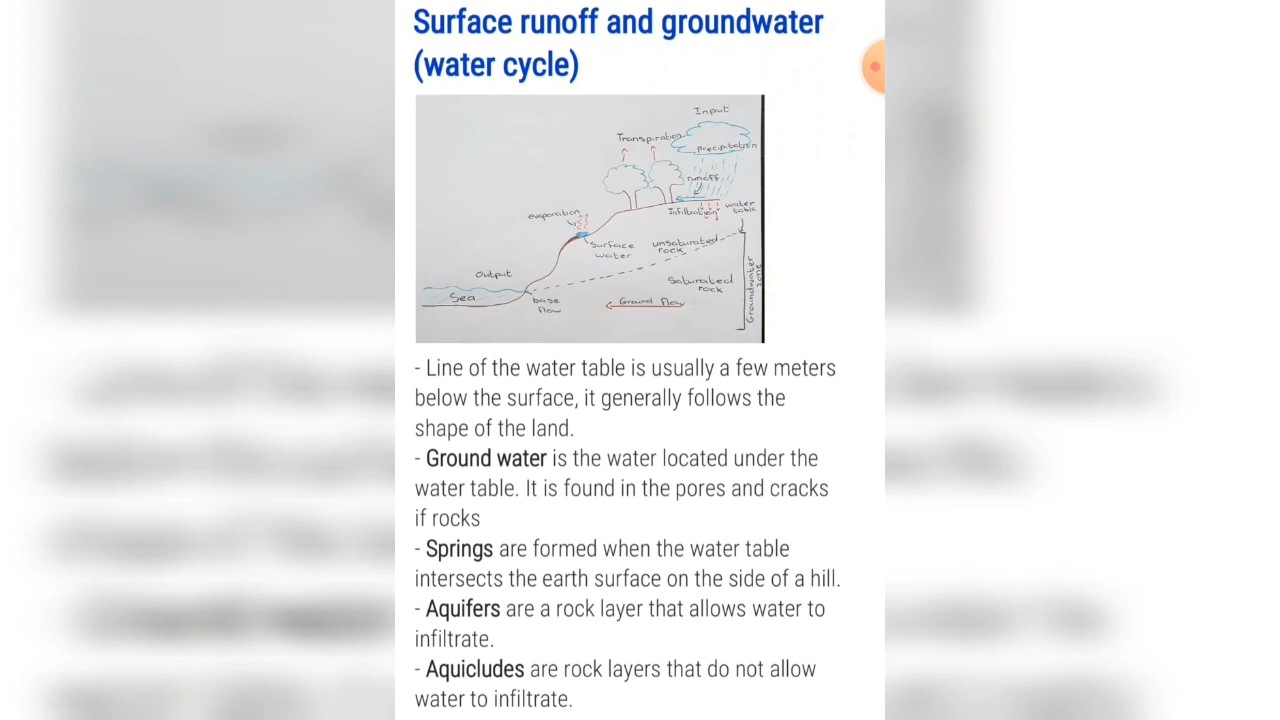 Surface runoff and groundwater
(water cycle)
Input
Transpiration
precipitation
runoff
Infiltration
water
table
evaporation
Surface
water
unsaturated
rock
Output
Saturated
rock
Sea
base
flow
Ground flow
Groundwater
zone
- Line of the water table is usually a few meters
below the surface, it generally follows the
shape of the land.
- Ground water is the water located under the
water table. It is found in the pores and cracks
if rocks
- Springs are formed when the water table
intersects the earth surface on the side of a hill.
- Aquifers are a rock layer that allows water to
infiltrate.
- Aquicludes are rock layers that do not allow
water to infiltrate.